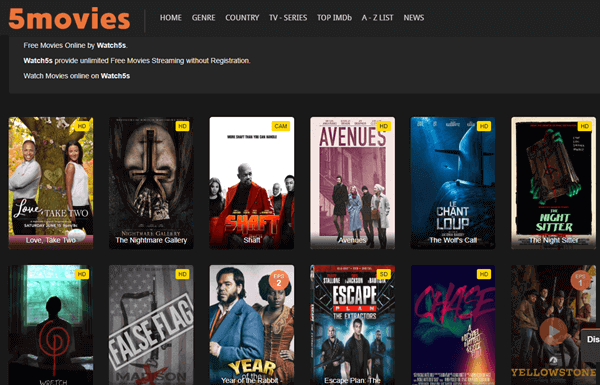 5movies
HOME GENRE COUNTRY TV - SERIES TOP IMDb A - Z LIST NEWS
Free Movies Online by Watch5s.
Watch5s provide unlimited Free Movies Streaming without Registration.
Watch Movies online on Watch5s
HD
HD
CAM
HD
HD
HD
Love, TAKE TWO
SATURDAY JUNE
NIGHTMARE GALLERY
MORE SHAFT THAN YOU CAN HANDLE
SHAFT
AVENUES
LE CHANT
LOUP
THE
NIGHT
SITTER
Love, Take Two
The Nightmare Gallery
Shaft
Avenues
The Wolf's Call
The Night Sitter
HD
HD
EPS
2
SD
HD
EPS
1
WRETCH
FALSE FLAG
YEAR
OF THE
STALLONE
JACKSON
BAUTISTA
ESCAPE
PLAN
THE EXTRACTORS
CHASE
YELLOWSTONE
Dis
Year of the Rabbit -
Escape Plan: The